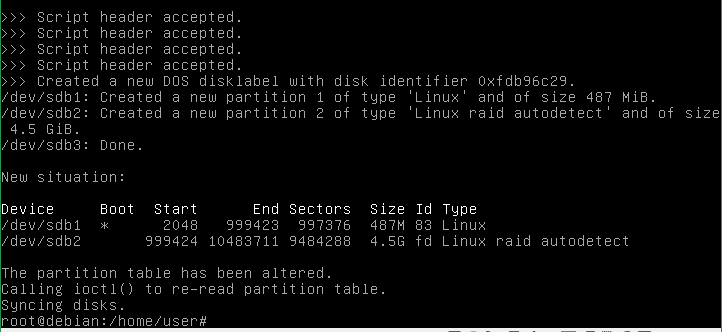 >>> Script header accepted.
>>> Script header accepted.
>>> Script header accepted.
>>> Script header accepted.
>>> Created a new DOS disklabel with disk identifier 0xfdb96c29.
/dev/sdb1: Created a new partition 1 of type 'Linux' and of size 487 MiB.
/dev/sdb2: Created a new partition 2 of type 'Linux raid autodetect' and of size
 4.5 GiB.
/dev/sdb3: Done.

New situation:

Device     Boot  Start      End Sectors  Size Id Type
/dev/sdb1  *      2048   999423  997376  487M 83 Linux
/dev/sdb2       999424 10483711 9484288  4.5G fd Linux raid autodetect

The partition table has been altered.
Calling ioctl() to re-read partition table.
Syncing disks.
root@debian:/home/user#